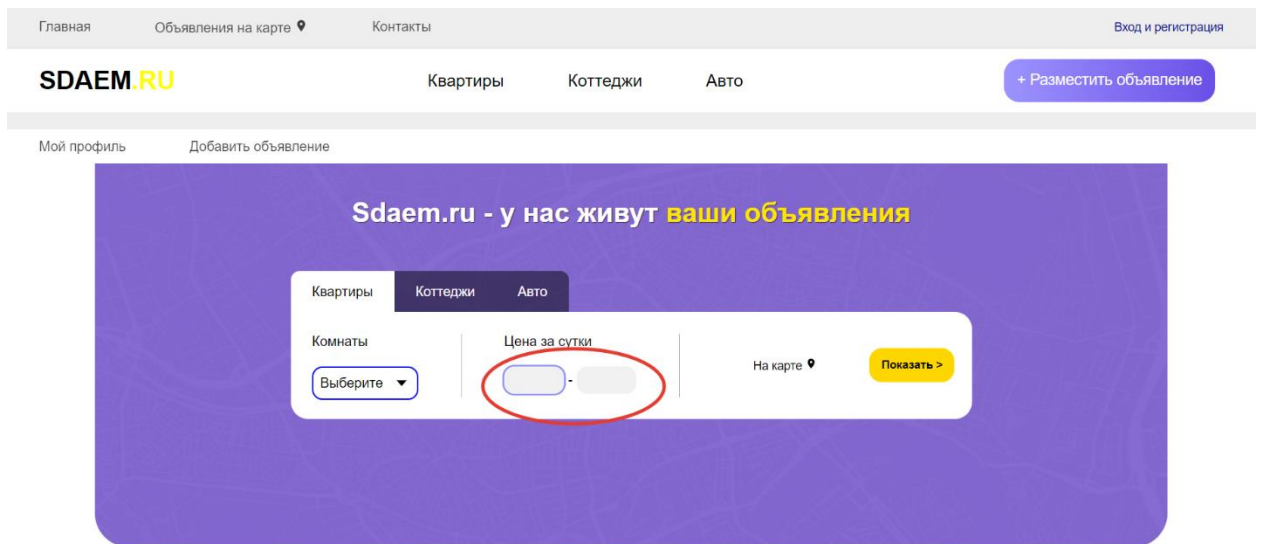 Главная Объявления на карте Контакты Вход и регистрация
SDAEM.RU Квартиры Коттеджи Авто + Разместить объявление
Мой профиль Добавить объявление
Sdaem.ru - у нас живут ваши объявления
Квартиры Коттеджи Авто
Комнаты Цена за сутки
Выберите - На карте Показать >